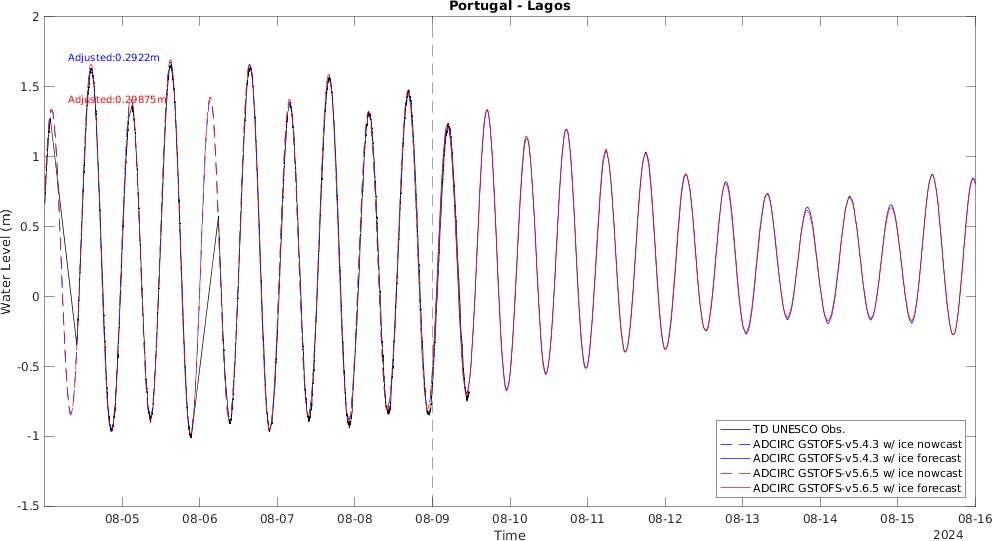 Portugal - Lagos
Adjusted:0.2922m
Adjusted:0.29875m
Water Level (m)
2
1.5
1
0.5
0
-0.5
-1
-1.5
TD UNESCO Obs.
ADCIRC GSTOFS-v5.4.3 w/ ice nowcast
ADCIRC GSTOFS-v5.4.3 w/ ice forecast
ADCIRC GSTOFS-v5.6.5 w/ ice nowcast
ADCIRC GSTOFS-v5.6.5 w/ ice forecast
08-05 08-06 08-07 08-08 08-09 08-10 08-11 08-12 08-13 08-14 08-15 08-16
Time
2024